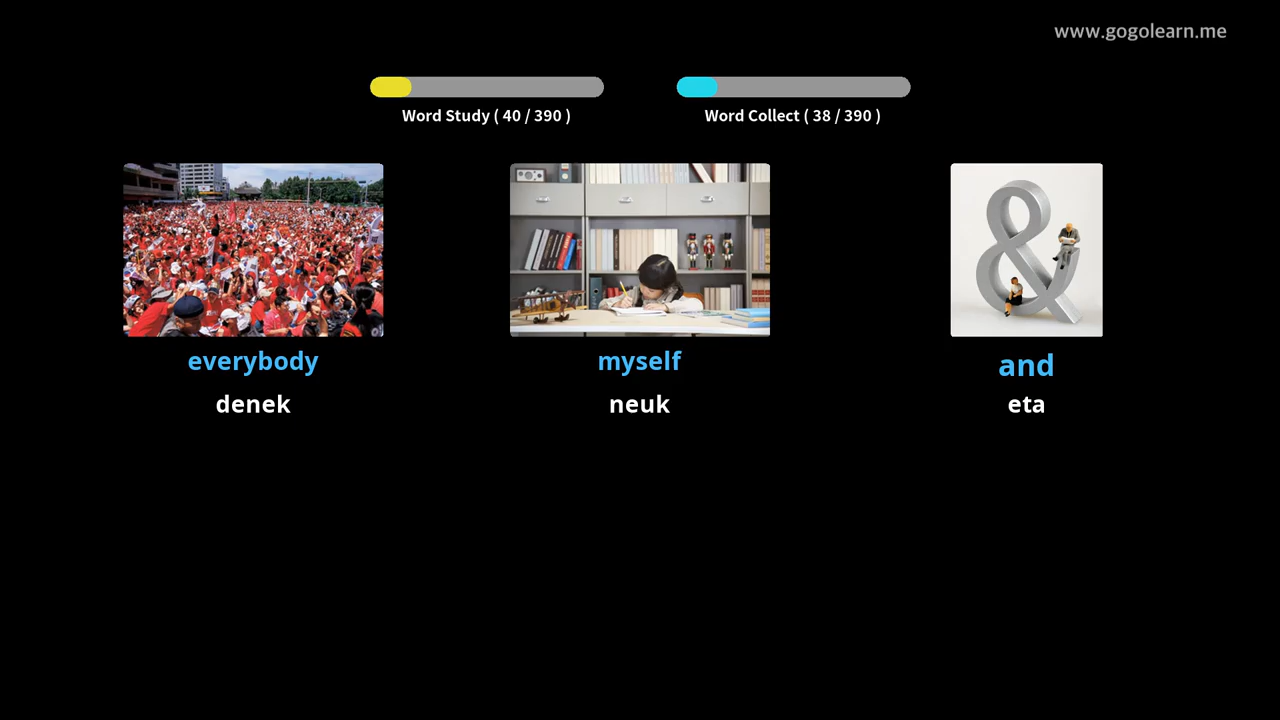 www.gogolearn.me
Word Study ( 40 / 390 )
Word Collect ( 38 / 390 )
everybody
myself
and
denek
neuk
eta